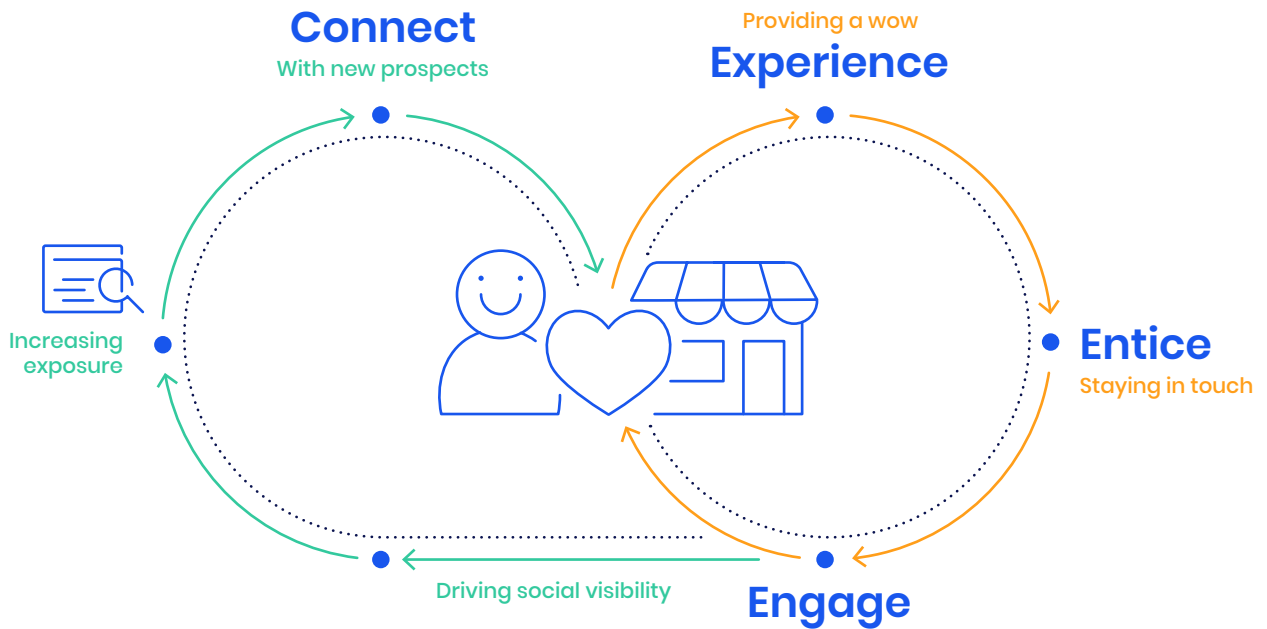 Connect
With new prospects
Providing a wow
Experience
Increasing
exposure
Entice
Staying in touch
Driving social visibility
Engage